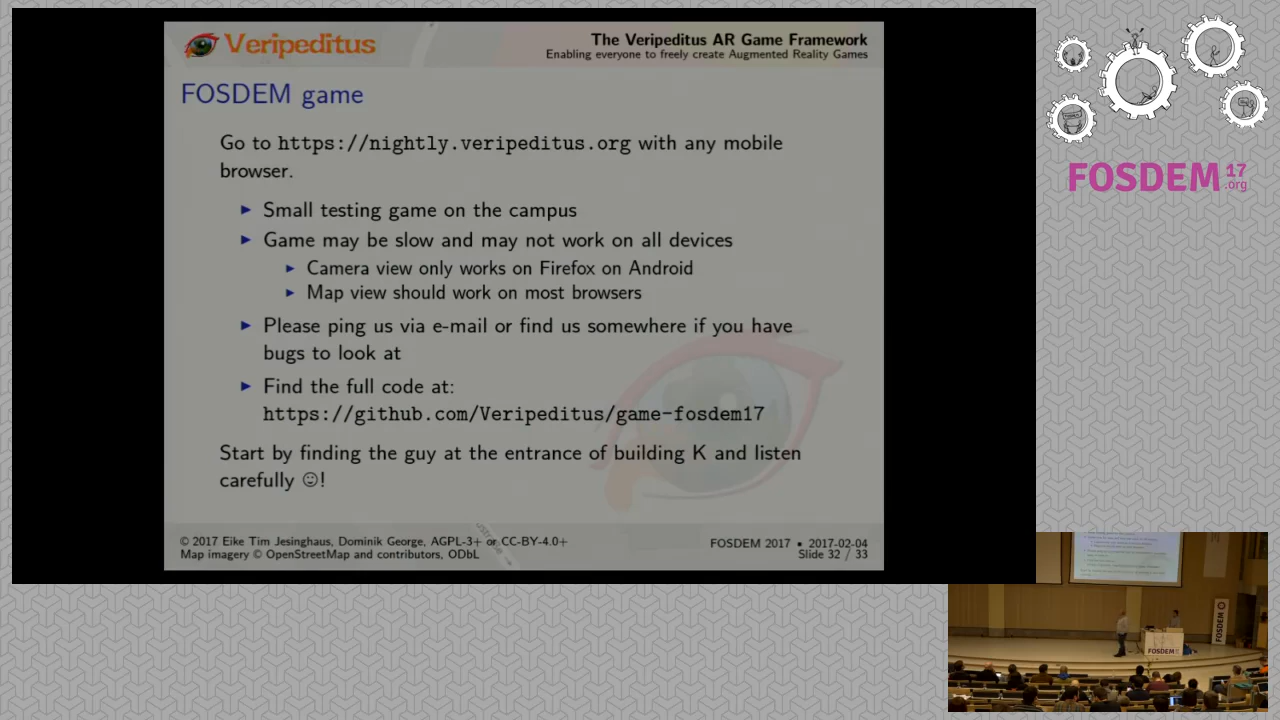 Veripeditus
The Veripeditus AR Game Framework
Enabling everyone to freely create Augmented Reality Games
FOSDEM game
Go to https://nightly.veripeditus.org with any mobile
browser.
Small testing game on the campus
Game may be slow and may not work on all devices
Camera view only works on Firefox on Android
Map view should work on most browsers
Please ping us via e-mail or find us somewhere if you have
bugs to look at
Find the full code at:
https://github.com/Veripeditus/game-fosdem17
Start by finding the guy at the entrance of building K and listen
carefully ☺!
© 2017 Eike Tim Jesinghaus, Dominik George, AGPL-3+ or CC-BY-4.0+
Map imagery © OpenStreetMap and contributors, ODbL
FOSDEM 2017 • 2017-02-04
Slide 32 / 33
FOSDEM 17
.org
FOSDEM
FOSDEM